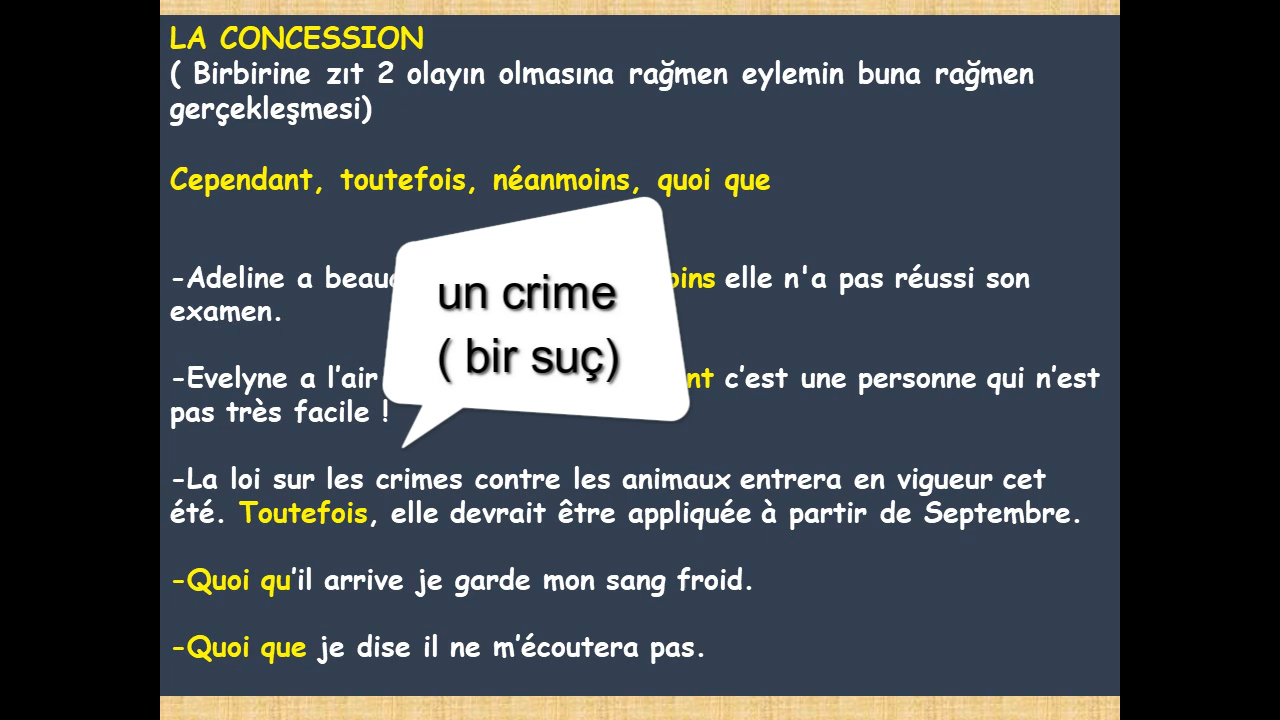 LA CONCESSION
( Birbirine zıt 2 olayın olmasına rağmen eylemin buna rağmen
gerçekleşmesi)
Cependant, toutefois, néanmoins, quoi que
-Adeline a elle n'a pas réussi son
examen.
un crime
( bir suç)
-Evelyne a l’air c’est une personne qui n’est
pas très facile !
-La loi sur les crimes contre les animaux entrera en vigueur cet
été. Toutefois, elle devrait être appliquée à partir de Septembre.
-Quoi qu’il arrive je garde mon sang froid.
-Quoi que je dise il ne m’écoutera pas.